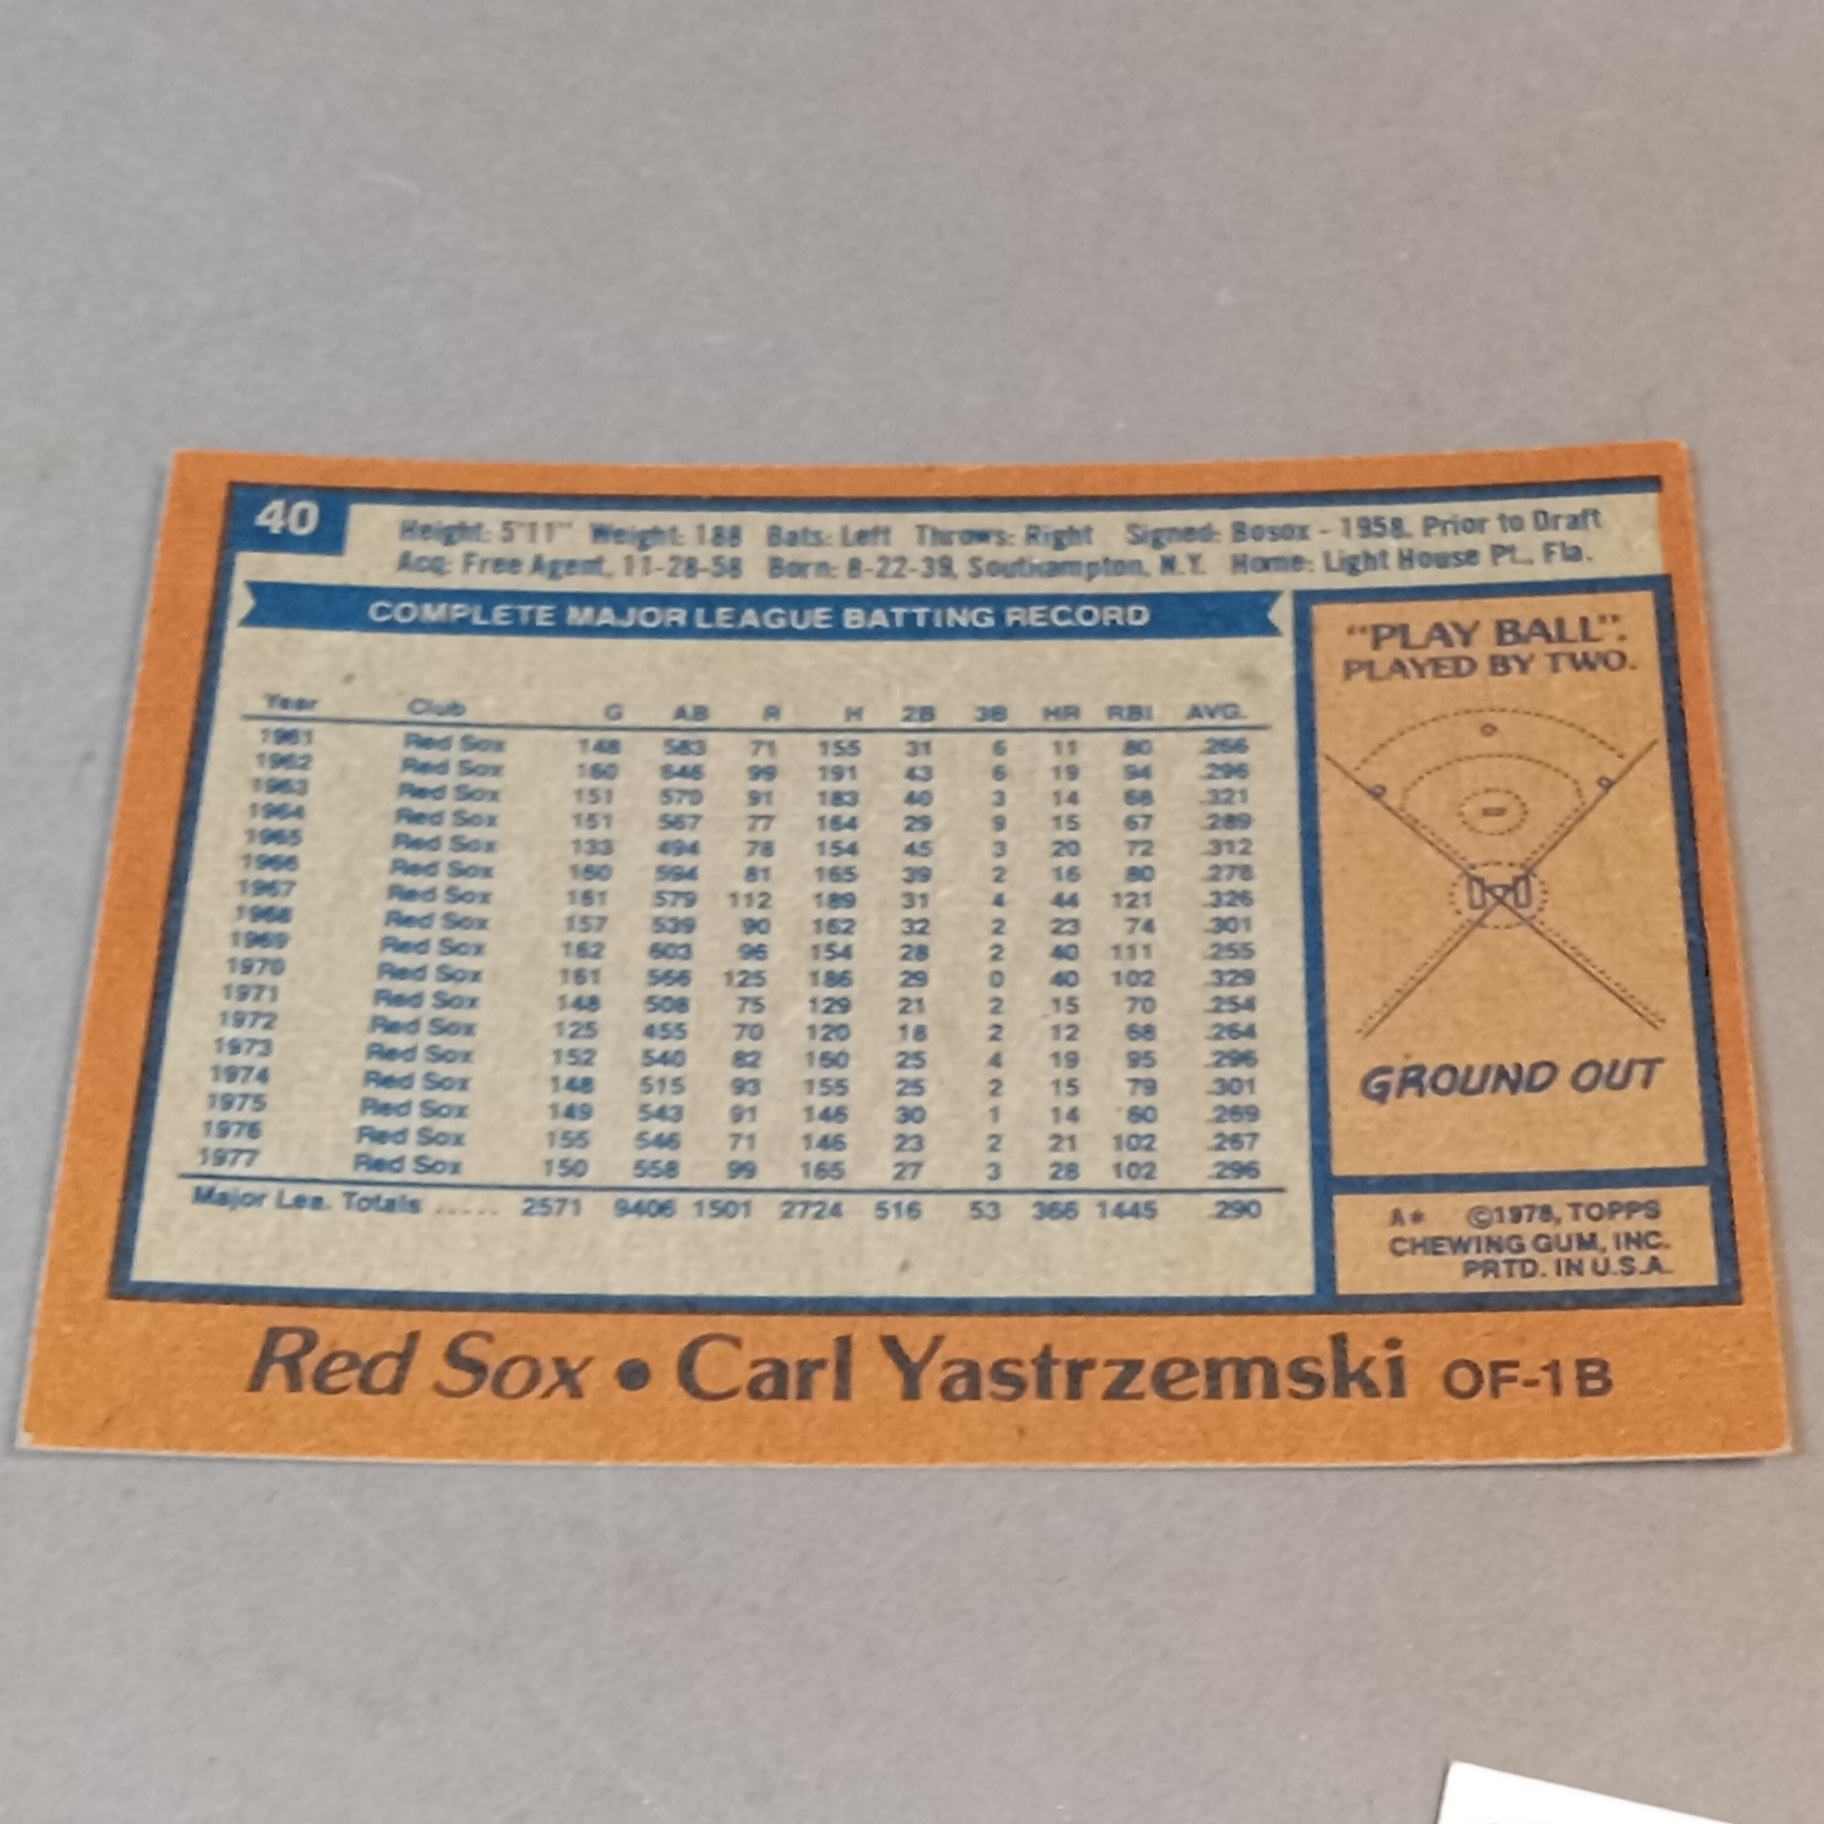 40
Height: 5'11" Weight: 188 Bats: Left Throws: Right Signed: Bosox - 1958, Prior to Draft
Acq: Free Agent, 11-28-58 Born: 8-22-39, Southampton, N.Y. Home: Light House Pt., Fla.
COMPLETE MAJOR LEAGUE BATTING RECORD
Year Club G AB R H 2B 3B HR RBI AVG.
1961 Red Sox 148 583 71 155 31 6 11 80 .266
1962 Red Sox 160 646 99 191 43 6 19 94 .296
1963 Red Sox 151 570 91 183 40 3 14 68 .321
1964 Red Sox 151 567 77 164 29 9 15 67 .289
1965 Red Sox 133 494 78 154 45 3 20 72 .312
1966 Red Sox 160 594 81 165 39 2 16 80 .278
1967 Red Sox 161 579 112 189 31 4 44 121 .326
1968 Red Sox 157 539 90 162 32 2 23 74 .301
1969 Red Sox 162 603 96 154 28 2 40 111 .255
1970 Red Sox 161 566 125 186 29 0 40 102 .329
1971 Red Sox 148 508 75 129 21 2 15 70 .254
1972 Red Sox 125 455 70 120 18 2 12 68 .264
1973 Red Sox 152 540 82 160 25 4 19 95 .296
1974 Red Sox 148 515 93 155 25 2 15 79 .301
1975 Red Sox 149 543 91 146 30 1 14 60 .269
1976 Red Sox 155 546 71 146 23 2 21 102 .267
1977 Red Sox 150 558 99 165 27 3 28 102 .296
Major Lea. Totals ..... 2571 9406 1501 2724 516 53 366 1445 .290
"PLAY BALL".
PLAYED BY TWO.
GROUND OUT
A* ©1978, TOPPS
CHEWING GUM, INC.
PRTD. IN U.S.A.
Red Sox • Carl Yastrzemski OF-1B